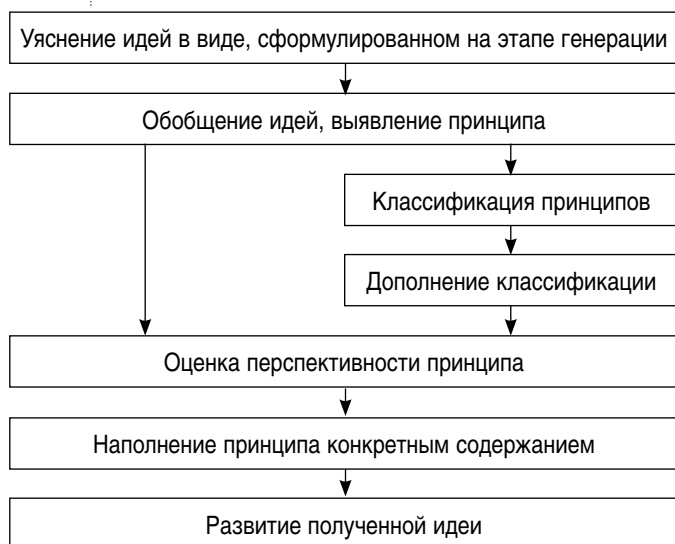 Уяснение идей в виде, сформулированном на этапе генерации
Обобщение идей, выявление принципа
Классификация принципов
Дополнение классификации
Оценка перспективности принципа
Наполнение принципа конкретным содержанием
Развитие полученной идеи